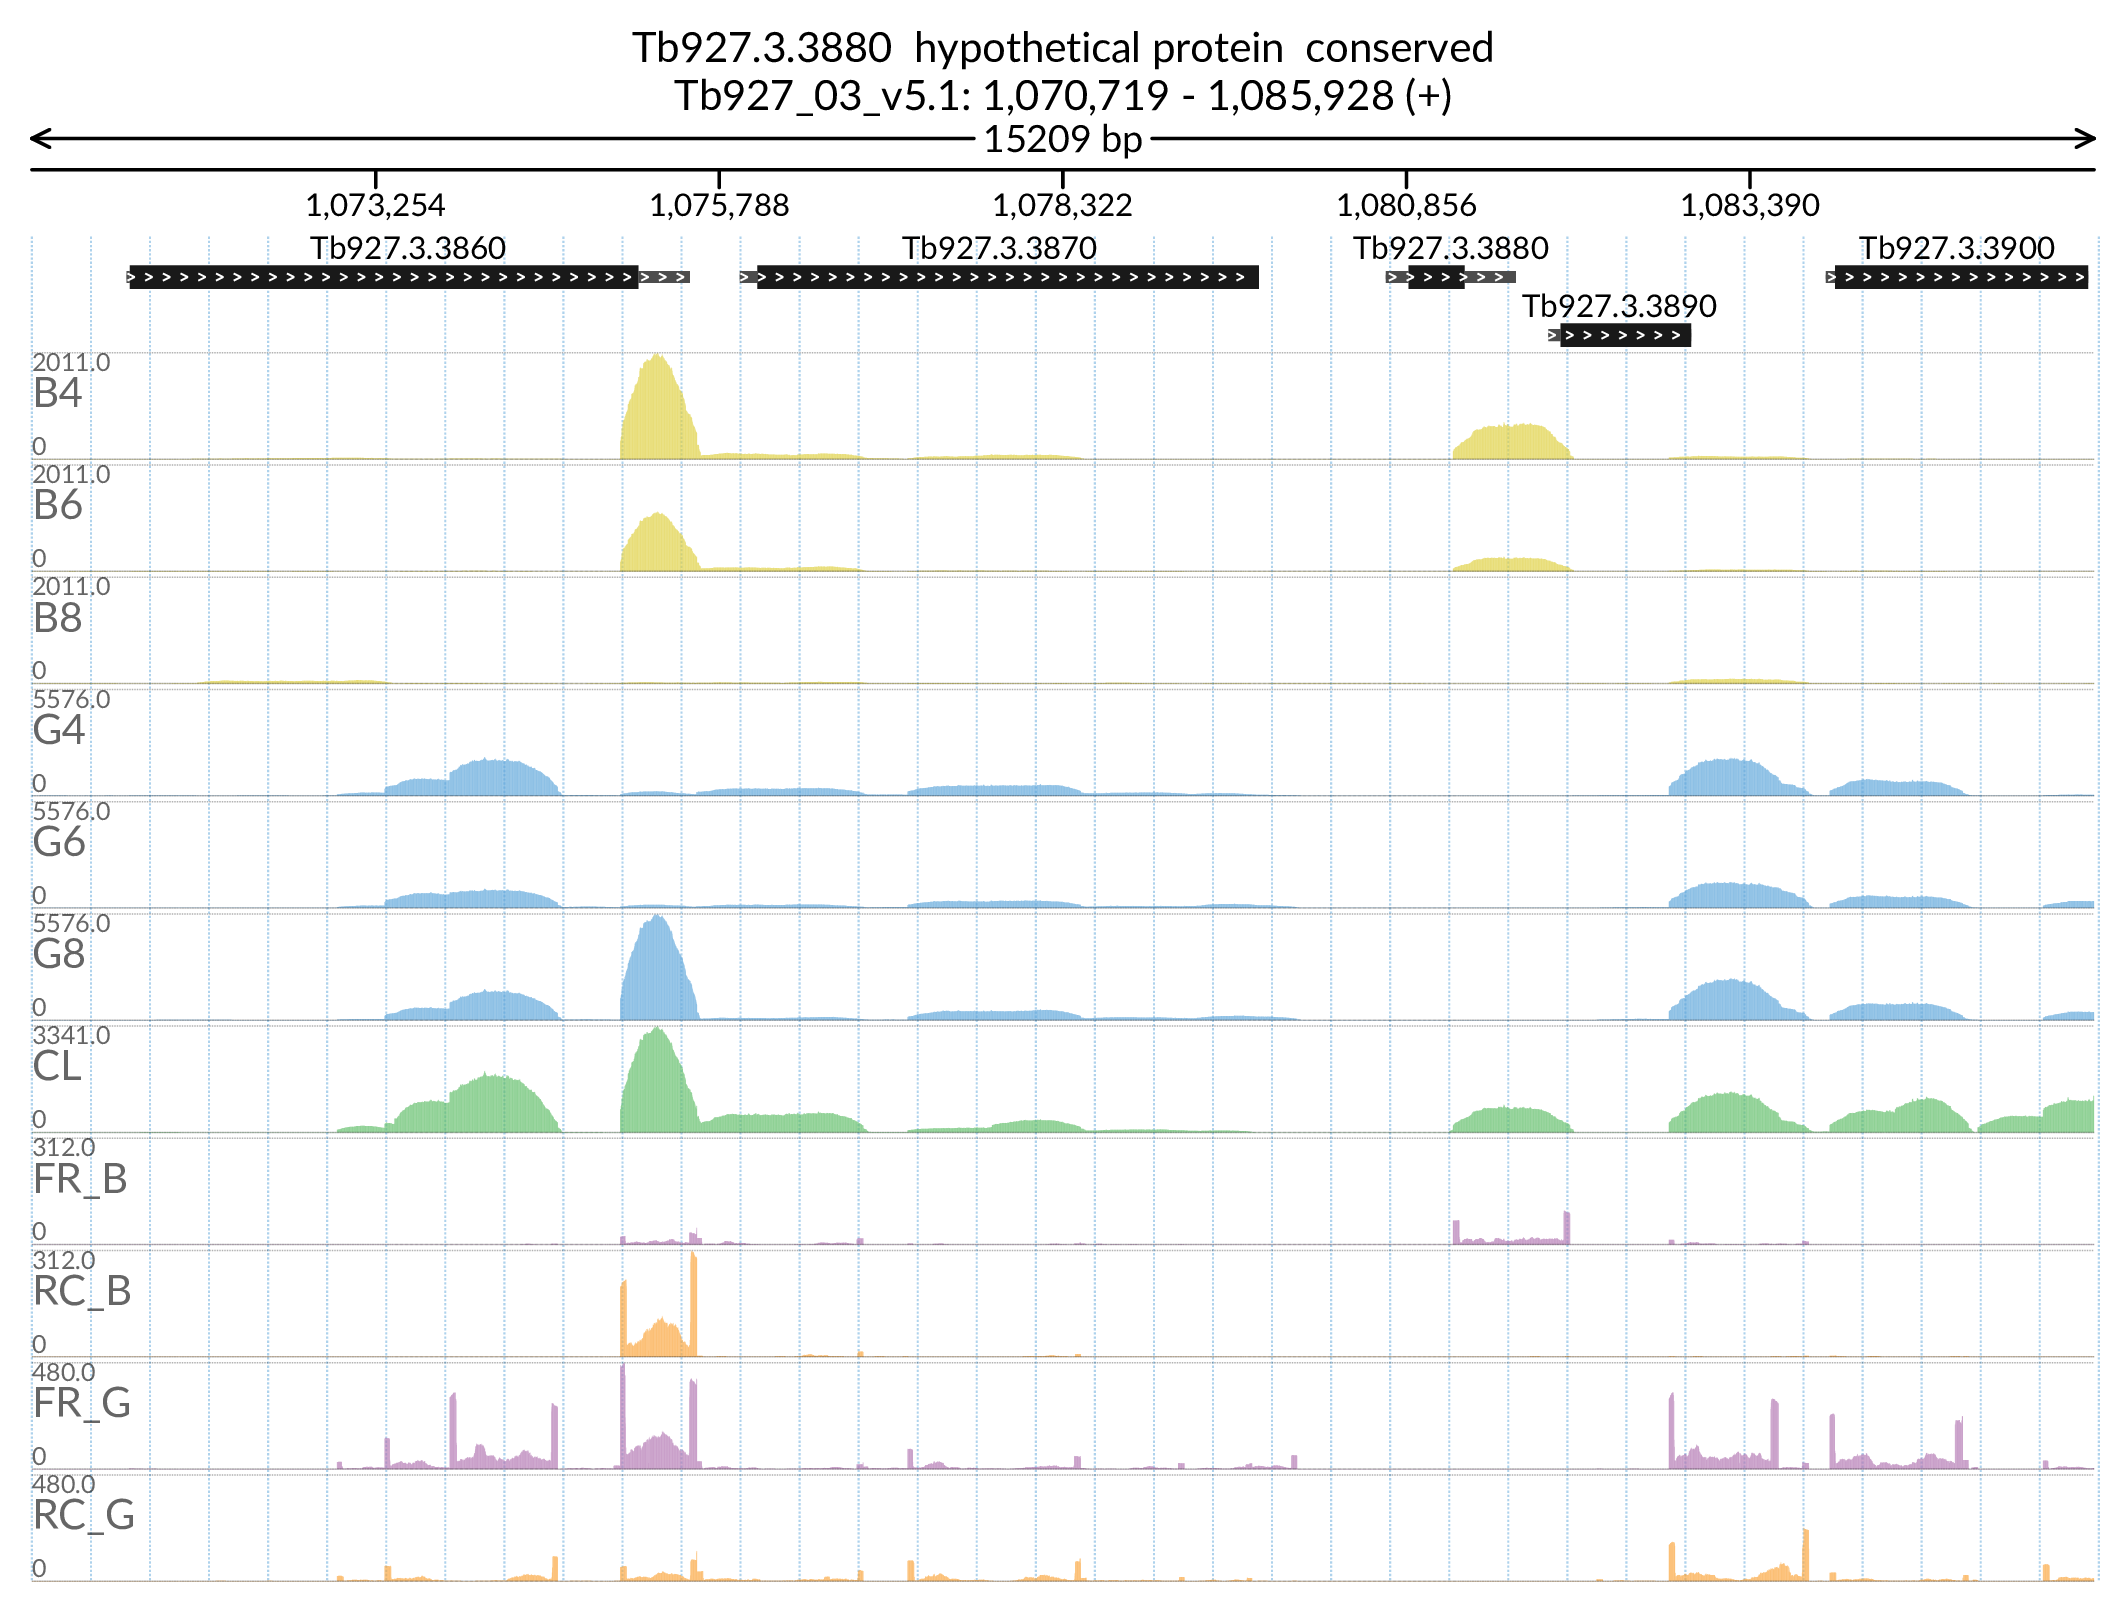 Tb927.3.3880  hypothetical protein  conserved
Tb927_03_v5.1: 1,070,719 - 1,085,928 (+)
15209 bp
1,073,254 1,075,788 1,078,322 1,080,856 1,083,390
Tb927.3.3860 Tb927.3.3870 Tb927.3.3880 Tb927.3.3900
Tb927.3.3890
2011.0
B4
0
2011.0
B6
0
2011.0
B8
0
5576.0
G4
0
5576.0
G6
0
5576.0
G8
0
3341.0
CL
0
312.0
FR_B
0
312.0
RC_B
0
480.0
FR_G
0
480.0
RC_G
0